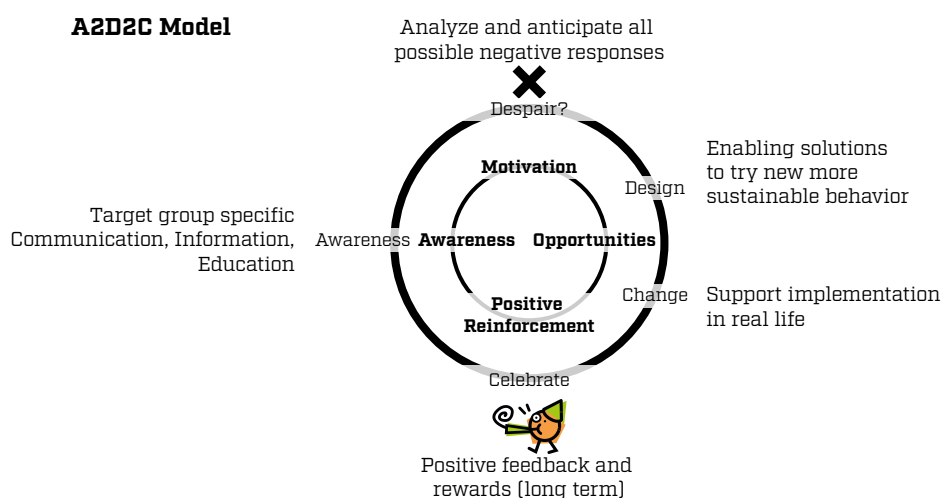 A2D2C Model
Analyze and anticipate all
possible negative responses
Despair?
Motivation
Enabling solutions
to try new more
sustainable behavior
Design
Target group specific
Communication, Information,
Education
Awareness
Awareness
Opportunities
Change
Support implementation
in real life
Positive
Reinforcement
Celebrate
Positive feedback and
rewards (long term)